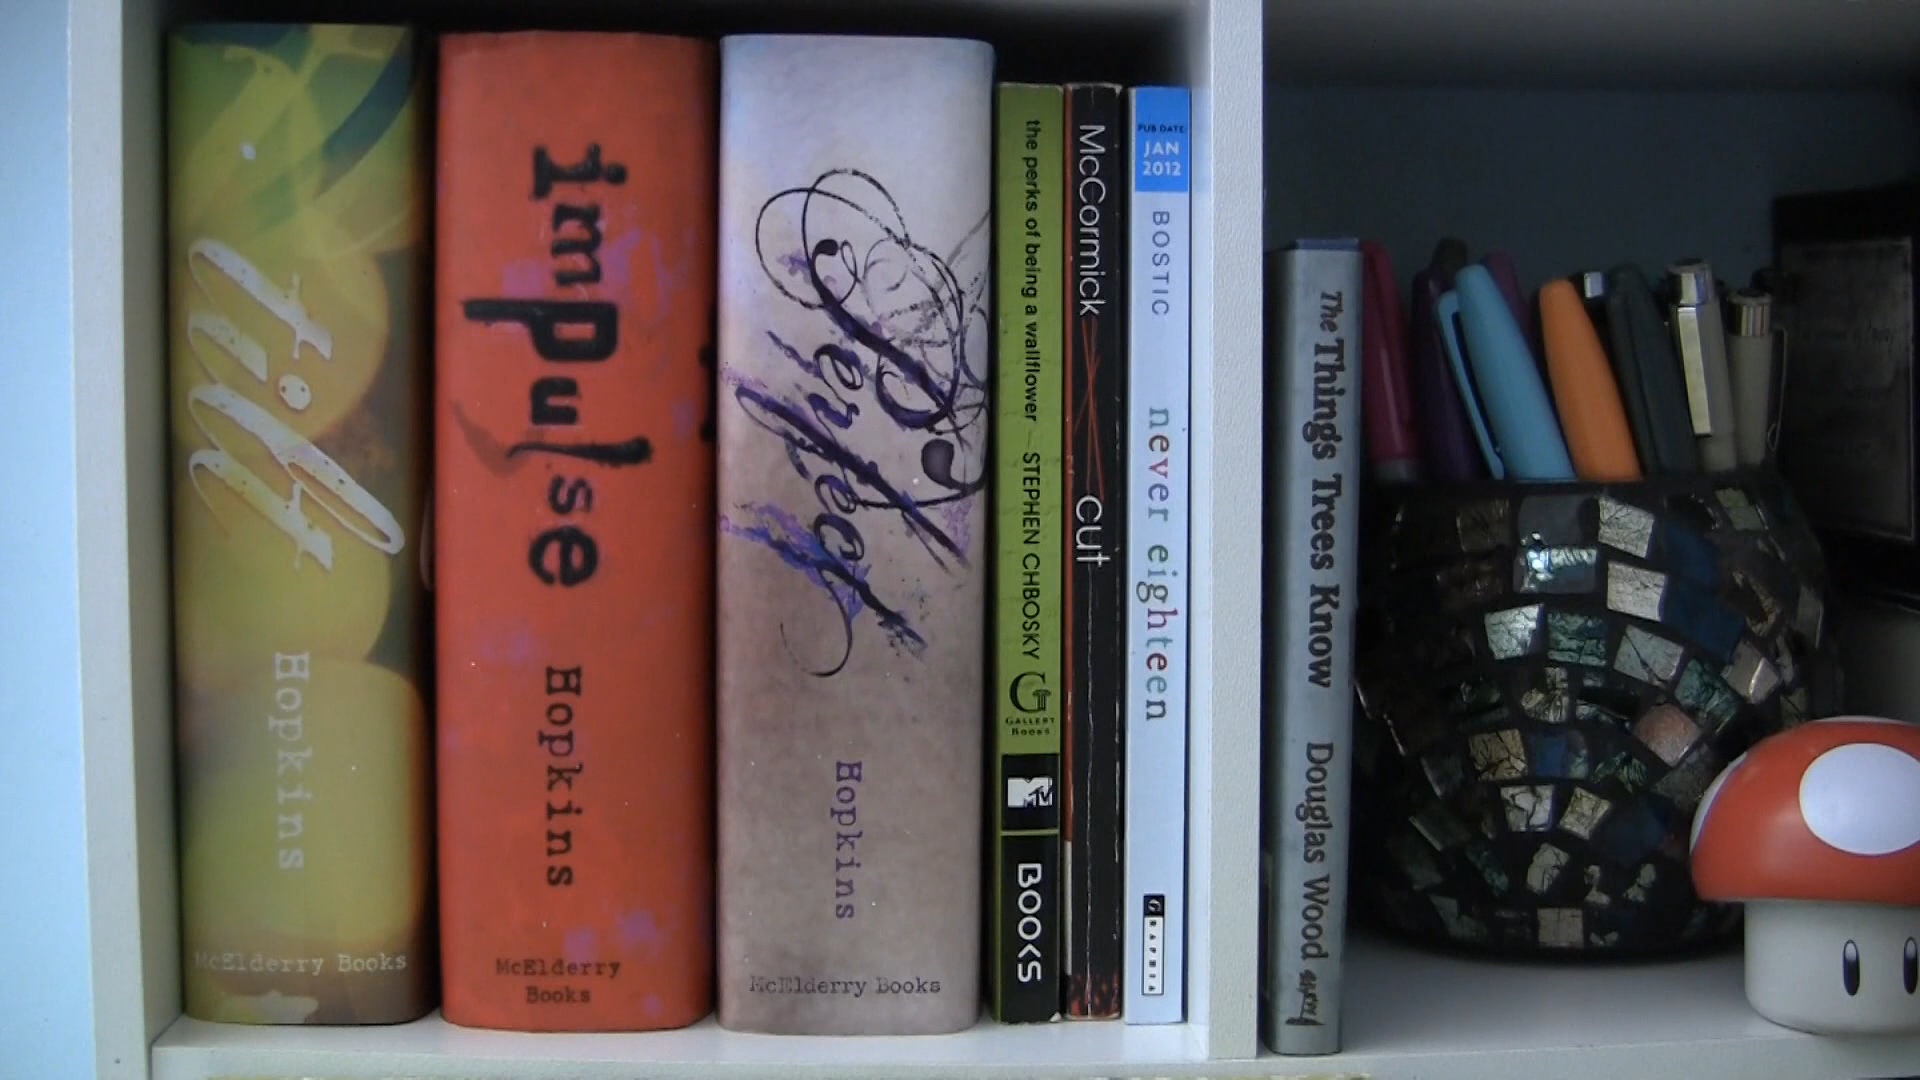 tilt
Hopkins
McElderry Books
impulse
Hopkins
McElderry
Books
Perfect
Hopkins
McElderry Books
the perks of being a wallflower STEPHEN CHBOSKY
G
GALLERY
Books
MTV
BOOKS
McCormick cut
PUB DATE:
JAN
2012
BOSTIC never eighteen
GRAPHIA
The Things Trees Know Douglas Wood